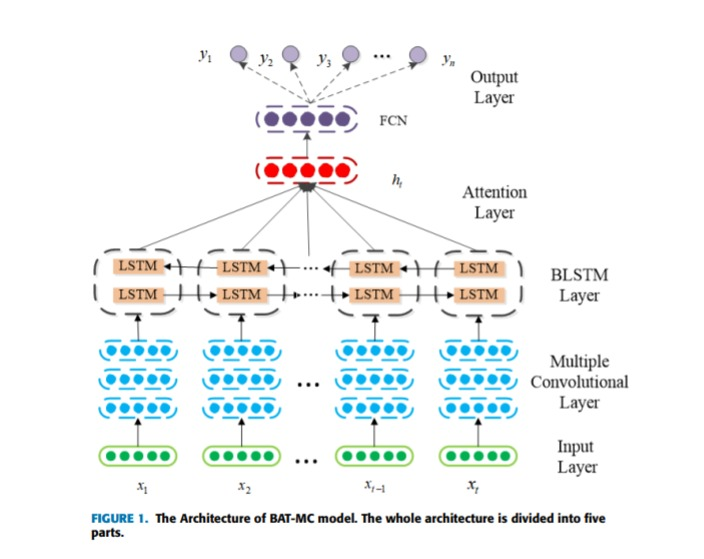 y₁ y₂ y₃ ... yₙ
Output
Layer
FCN
hₜ
Attention
Layer
LSTM LSTM ... LSTM LSTM
LSTM LSTM ... LSTM LSTM
BLSTM
Layer
...
Multiple
Convolutional
Layer
...
Input
Layer
x₁ x₂ xₜ₋₁ xₜ
FIGURE 1. The Architecture of BAT-MC model. The whole architecture is divided into five
parts.